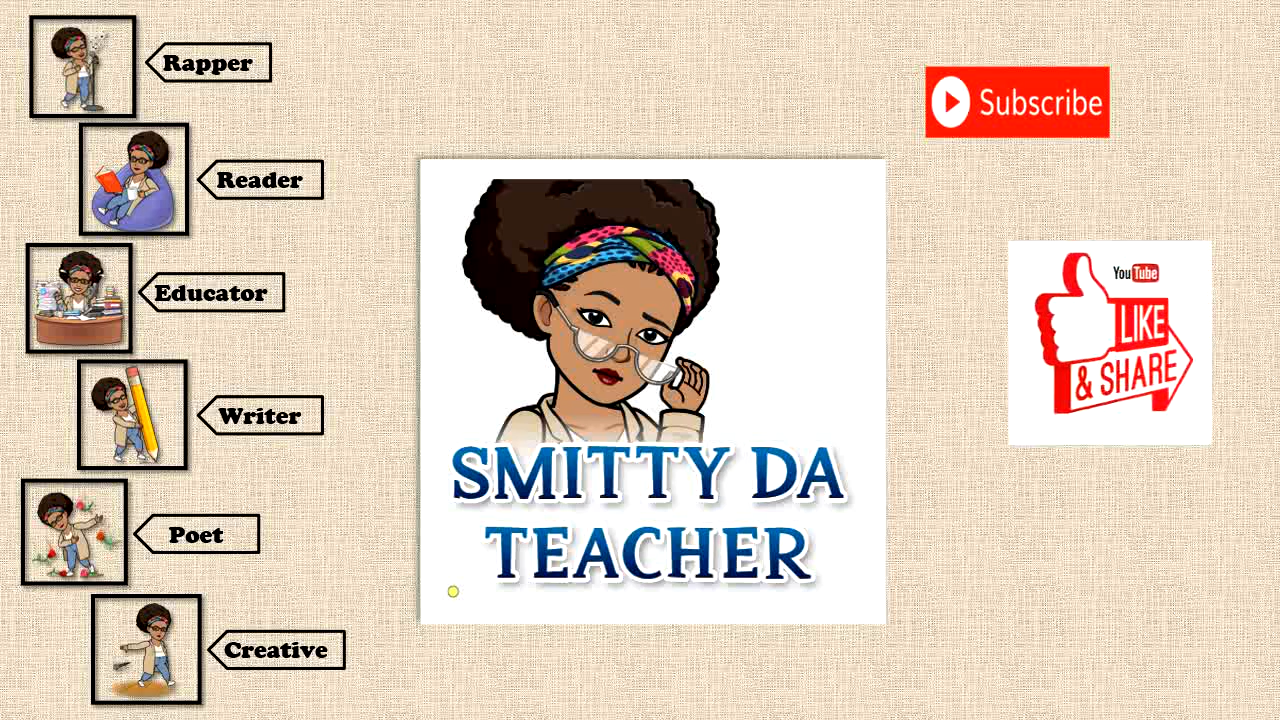 Rapper
Reader
Educator
Writer
Poet
Creative
SMITTY DA
TEACHER
Subscribe
YouTube
LIKE
& SHARE